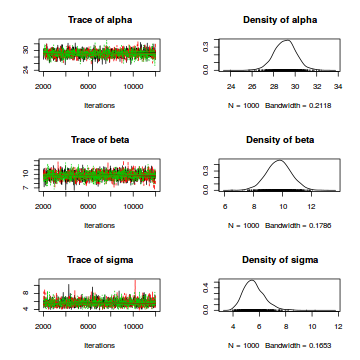 Trace of alpha
Density of alpha
24 30
0.0 0.3
2000 6000 10000
24 26 28 30 32 34
Iterations
N = 1000 Bandwidth = 0.2118
Trace of beta
Density of beta
7 10
0.0 0.3
2000 6000 10000
6 8 10 12
Iterations
N = 1000 Bandwidth = 0.1786
Trace of sigma
Density of sigma
4 8
0.0 0.4
2000 6000 10000
4 6 8 10 12
Iterations
N = 1000 Bandwidth = 0.1653